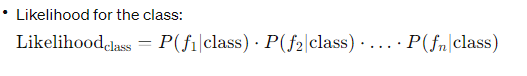 • Likelihood for the class:
Likelihood_class = P(f_1|class) · P(f_2|class) · . . . · P(f_n|class)